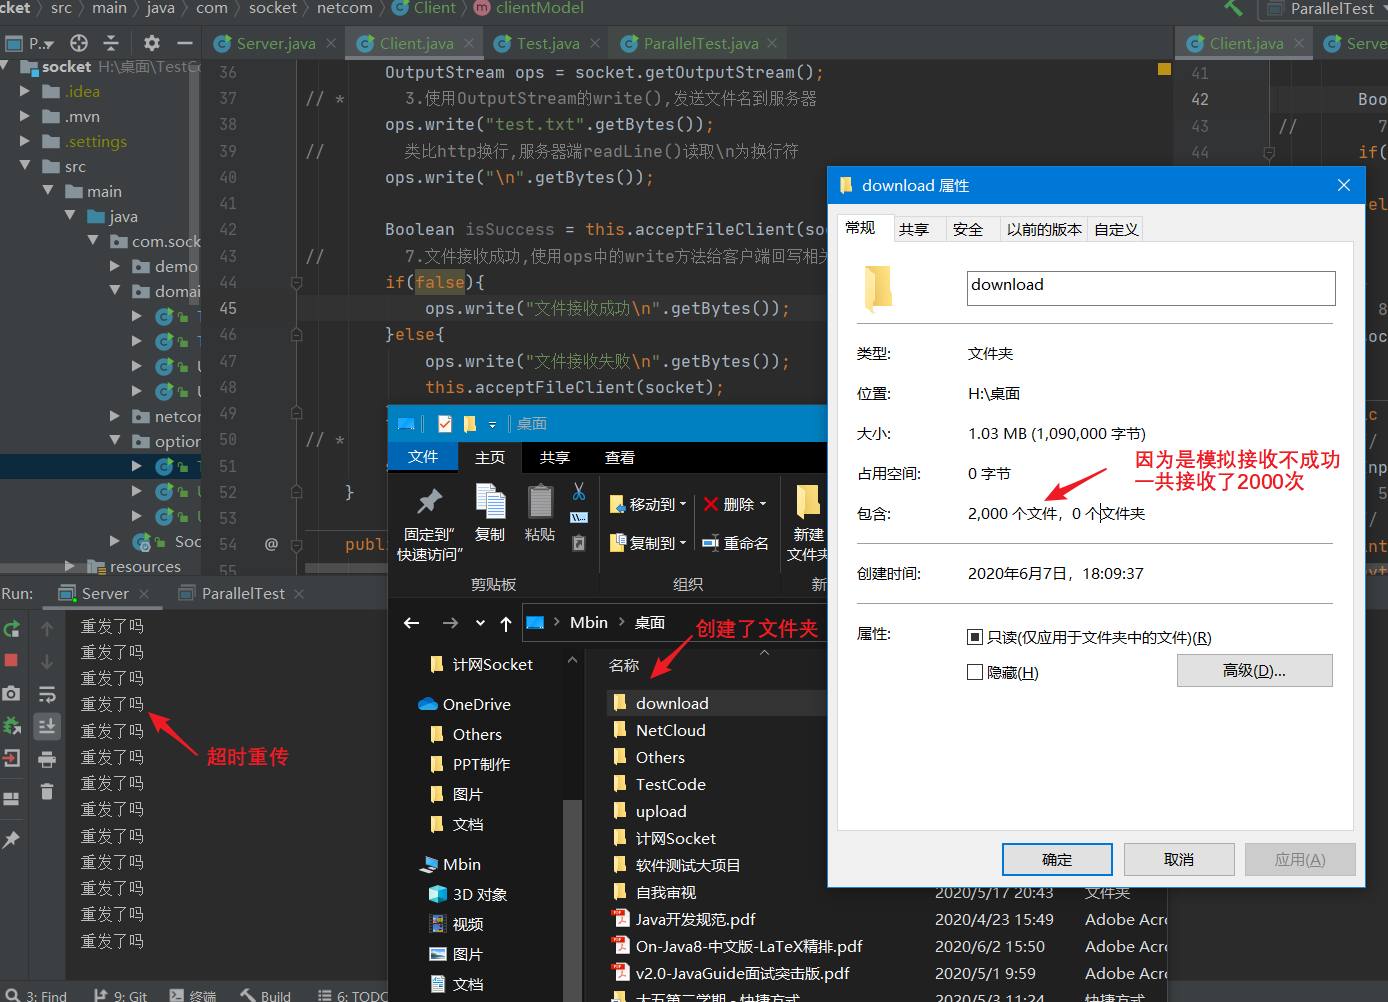 cket 〉 src 〉 main 〉 java 〉 com 〉 socket 〉 netcom 〉 Client 〉 clientModel
ParallelTest
P..
Server.java
Client.java
Test.java
ParallelTest.java
Client.java
Serve
socket H:\桌面\TestCo
.idea
.mvn
.settings
src
main
java
com.sock
demo
domai
netcor
option
Soc
resources
36 OutputStream ops = socket.getOutputStream();
37 // * 3.使用OutputStream的write(),发送文件名到服务器
38 ops.write("test.txt".getBytes());
39 // 类比http换行,服务器端readLine()读取\n为换行符
40 ops.write("\n".getBytes());
41
42 Boolean isSuccess = this.acceptFileClient(so
43 // 7.文件接收成功,使用ops中的write方法给客户端回写相关
44 if(false){
45 ops.write("文件接收成功\n".getBytes());
46 }else{
47 ops.write("文件接收失败\n".getBytes());
48 this.acceptFileClient(socket);
49
50 // *
51
52 }
53
54 @ publi
55
41
42 Boo
43 // 7
44 if(
el
8
soc
download 属性
常规
共享
安全
以前的版本
自定义
download
类型: 文件夹
位置: H:\桌面
大小: 1.03 MB (1,090,000 字节)
占用空间: 0 字节
因为是模拟接收不成功
一共接收了2000次
包含: 2,000 个文件，0 个文件夹
创建时间: 2020年6月7日，18:09:37
属性: 只读(仅应用于文件夹中的文件)(R)
隐藏(H)
高级(D)...
确定
取消
应用(A)
桌面
文件
主页
共享
查看
固定到"
快速访问"
复制
粘贴
移动到
复制到
删除
重命名
新建
文件夹
剪贴板
组织
新
Mbin 〉 桌面
创建了文件夹
计网Socket
OneDrive
Others
PPT制作
图片
文档
Mbin
3D 对象
视频
图片
文档
名称
download
NetCloud
Others
TestCode
upload
计网Socket
软件测试大项目
自我审视 2020/5/17 20:43 文件夹
Java开发规范.pdf 2020/4/23 15:49 Adobe Acro
On-Java8-中文版-LaTeX精排.pdf 2020/6/2 15:50 Adobe Acro
v2.0-JavaGuide面试突击版.pdf 2020/5/1 9:59 Adobe Acro
大五第二学期 - 快捷方式 2020/5/3 11:24 快捷方式
Run:
Server
ParallelTest
重发了吗
重发了吗
重发了吗
重发了吗
重发了吗
重发了吗
重发了吗
重发了吗
重发了吗
重发了吗
重发了吗
重发了吗
重发了吗
超时重传
3: Find
9: Git
终端
Build
6: TODO